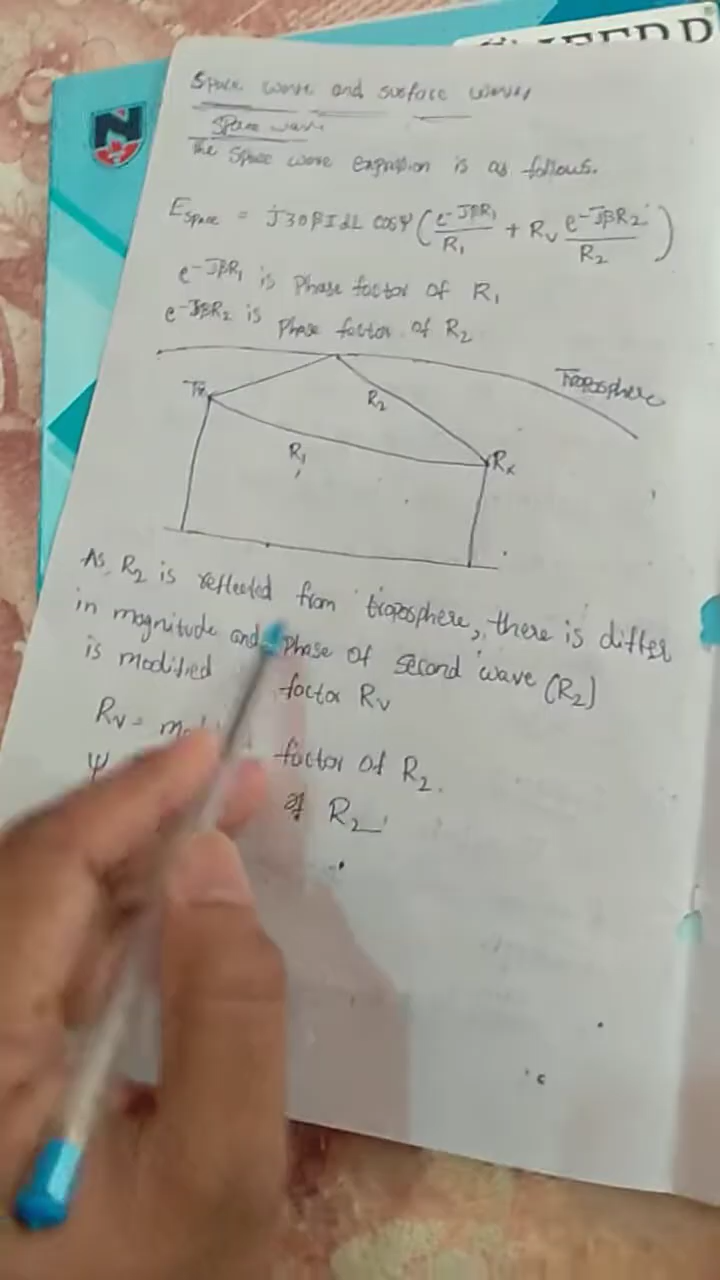 Space wave and surface waves
Space wave
The space wave expression is as follows.
E_space = j30βIdL cosψ ( e^-jβR₁ / R₁ + Rᵥ e^-jβR₂ / R₂ )
e^-jβR₁ is Phase factor of R₁
e^-jβR₂ is Phase factor of R₂
Troposphere
Tx
R₂
R₁
Rx
As R₂ is reflected from troposphere, there is differ
in magnitude and phase of second wave (R₂)
is modified factor Rᵥ
Rᵥ = factor of R₂.
ψ of R₂
N